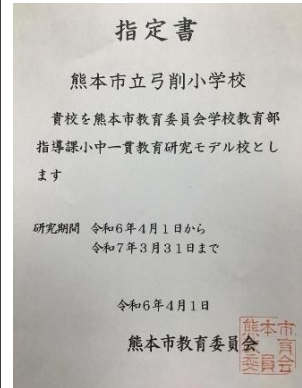 指定書
熊本市立弓削小学校
貴校を熊本市教育委員会学校教育部
指導課小中一貫教育研究モデル校とし
ます
研究期間 令和6年4月1日から
令和7年3月31日まで
令和6年4月1日
熊本市教育委員会
熊本市
教育
委員会